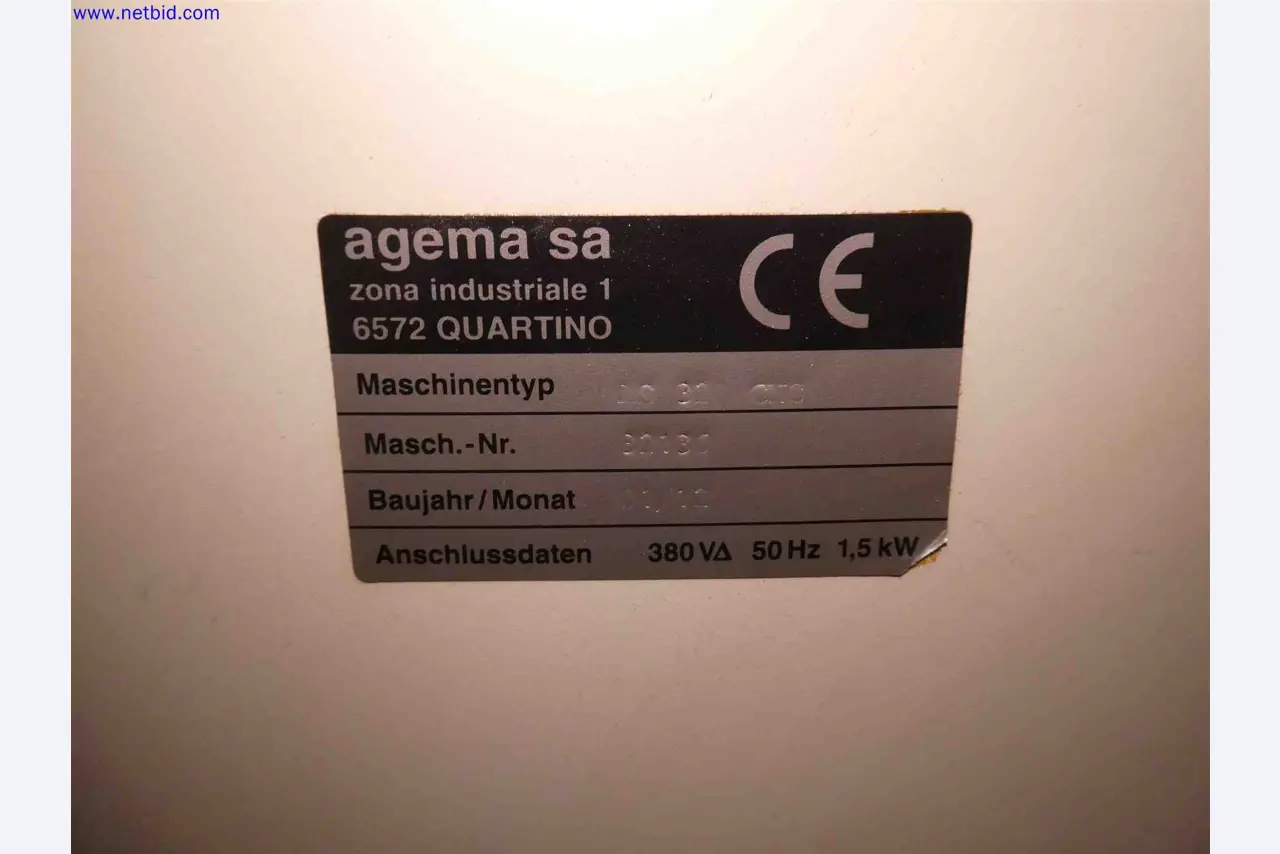 www.netbid.com
agema sa
CE
zona industriale 1
6572 QUARTINO
Maschinentyp
Masch.-Nr.
Baujahr/Monat
Anschlussdaten 380 VΔ 50 Hz 1,5 kW